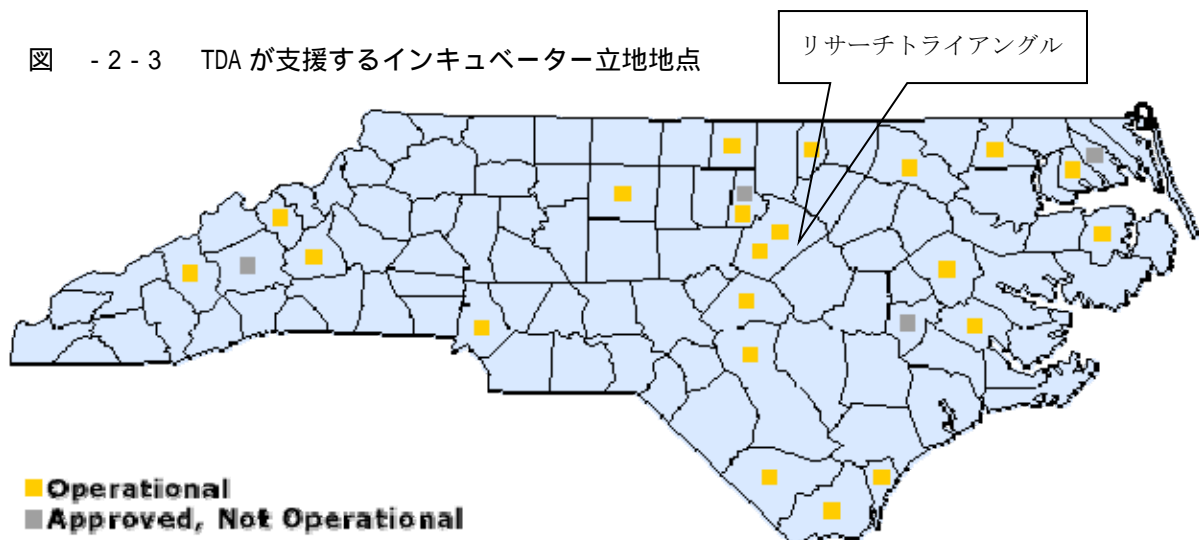 図 -2-3 TDA が支援するインキュベーター立地地点
リサーチトライアングル
Operational
Approved, Not Operational